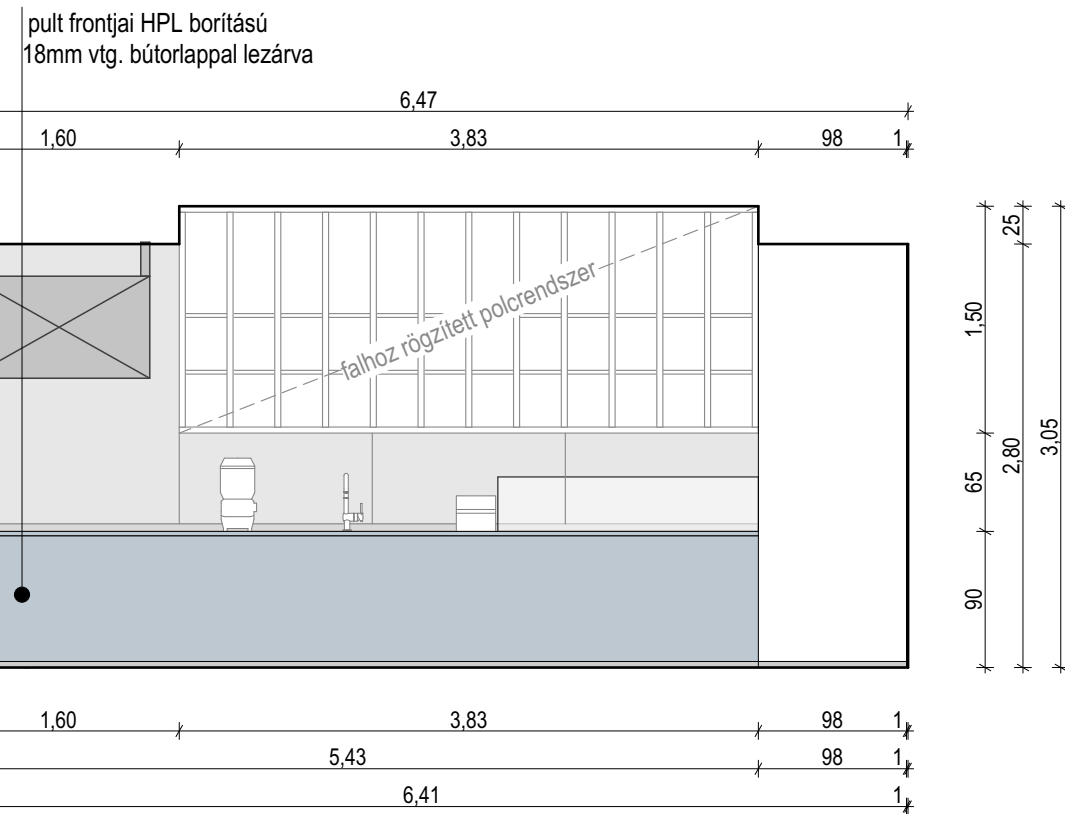 pult frontjai HPL borítású
18mm vtg. bútorlappal lezárva
6,47
1,60 3,83 98 1
25
1,50
2,80
3,05
65
90
falhoz rögzített polcrendszer
1,60 3,83 98 1
5,43 98 1
6,41 1